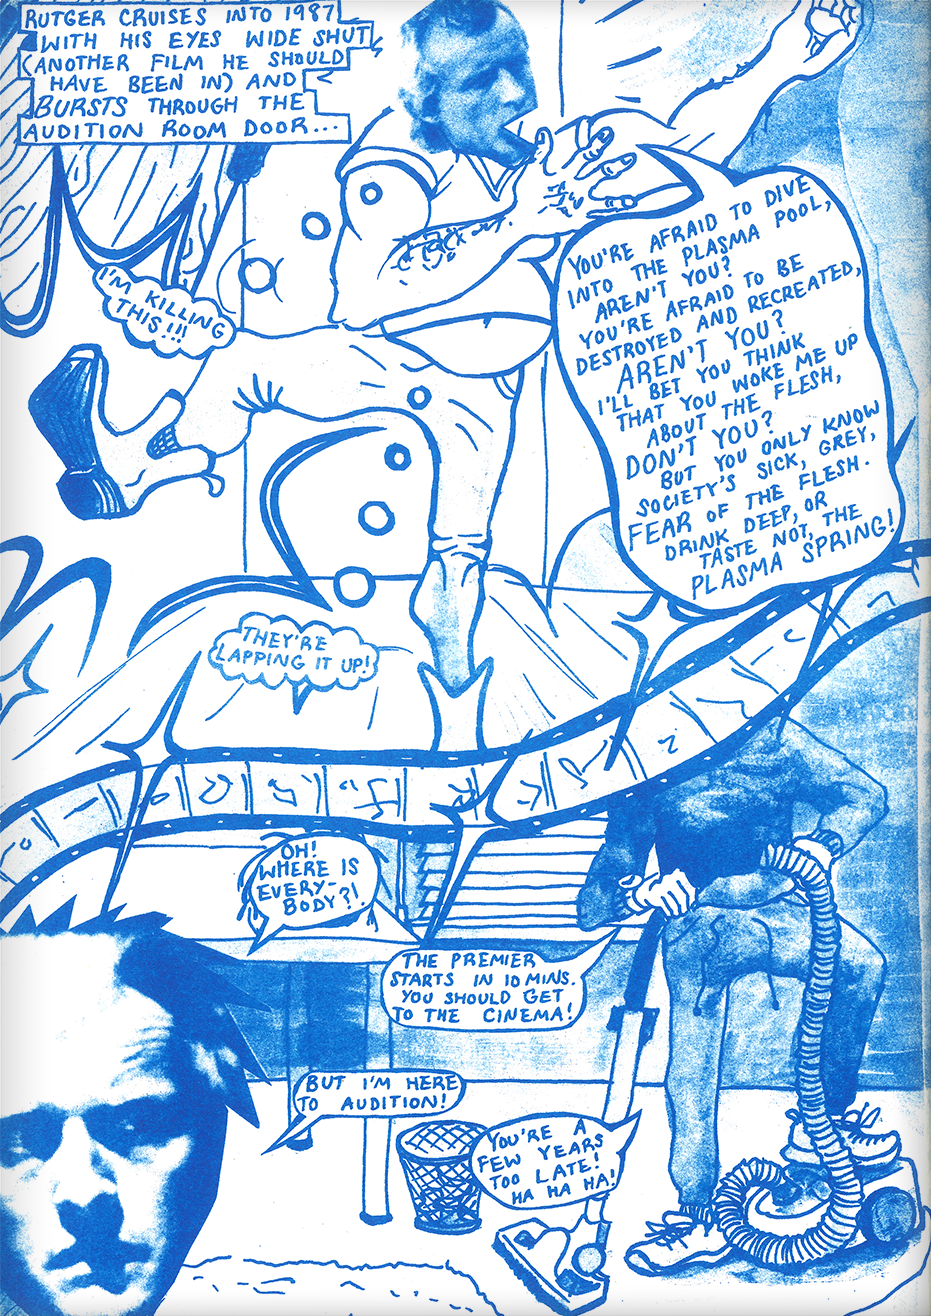 RUTGER CRUISES INTO 1987
WITH HIS EYES WIDE SHUT
(ANOTHER FILM HE SHOULD
HAVE BEEN IN) AND
BURSTS THROUGH THE
AUDITION ROOM DOOR...
YOU'RE AFRAID TO DIVE
INTO THE PLASMA POOL,
AREN'T YOU?
YOU'RE AFRAID TO BE
DESTROYED AND RECREATED,
AREN'T YOU?
I'LL BET YOU THINK
THAT YOU WOKE ME UP
ABOUT THE FLESH,
DON'T YOU?
BUT YOU ONLY KNOW
SOCIETY'S SICK, GREY,
FEAR OF THE FLESH.
DRINK DEEP, OR
TASTE NOT, THE
PLASMA SPRING!
I'M KILLING
THIS!!!
THEY'RE
LAPPING IT UP!
OH!
WHERE IS
EVERY-
BODY?!
THE PREMIER
STARTS IN 10 MINS.
YOU SHOULD GET
TO THE CINEMA!
BUT I'M HERE
TO AUDITION!
YOU'RE A
FEW YEARS
TOO LATE!
HA HA HA!